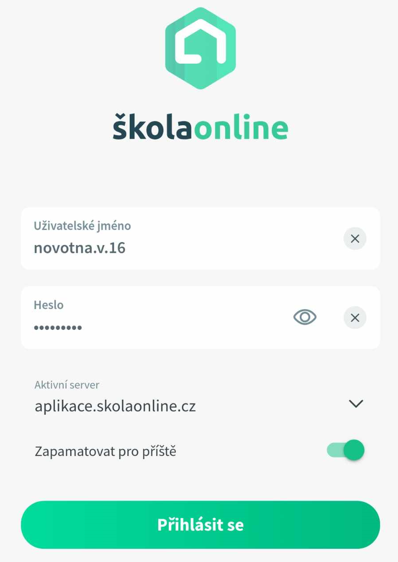 školaonline
Uživatelské jméno
novotna.v.16
Heslo
•••••••••
Aktivní server
aplikace.skolaonline.cz
Zapamatovat pro příště
Přihlásit se